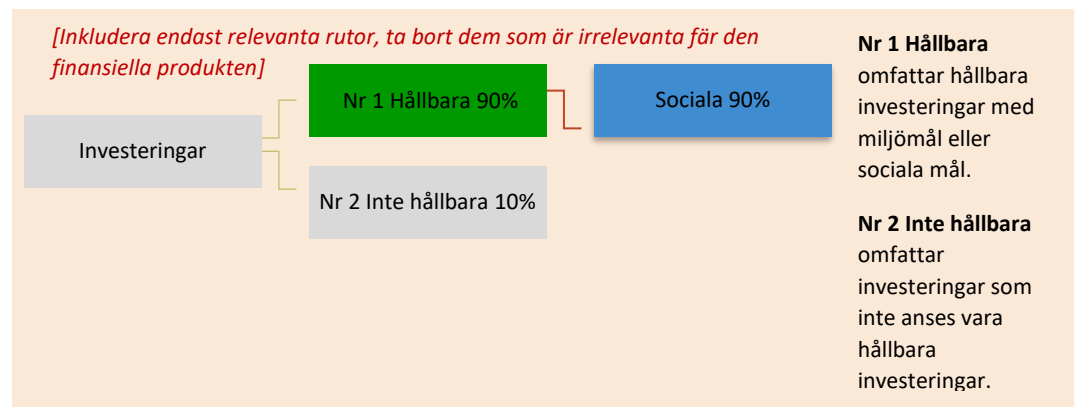 [Inkludera endast relevanta rutor, ta bort dem som är irrelevanta fär den
finansiella produkten]
Investeringar
Nr 1 Hållbara 90%
Sociala 90%
Nr 2 Inte hållbara 10%
Nr 1 Hållbara
omfattar hållbara
investeringar med
miljömål eller
sociala mål.
Nr 2 Inte hållbara
omfattar
investeringar som
inte anses vara
hållbara
investeringar.